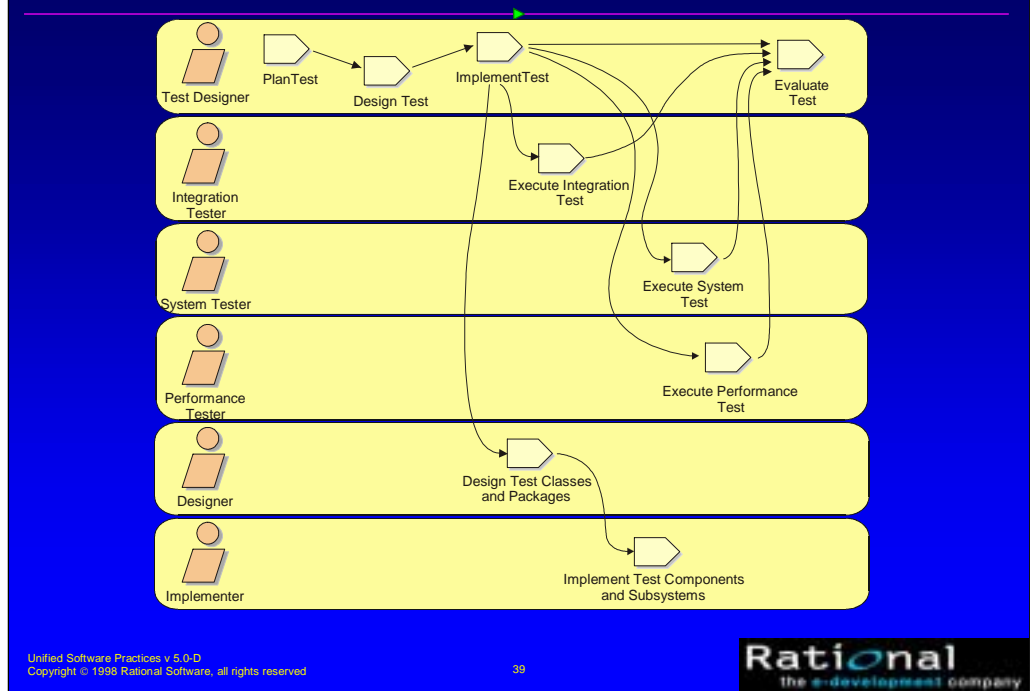 PlanTest
Design Test
ImplementTest
Evaluate
Test
Test Designer
Execute Integration
Test
Integration
Tester
Execute System
Test
System Tester
Execute Performance
Test
Performance
Tester
Design Test Classes
and Packages
Designer
Implement Test Components
and Subsystems
Implementer
Unified Software Practices v 5.0-D
Copyright © 1998 Rational Software, all rights reserved
39
Rational
the e-development company